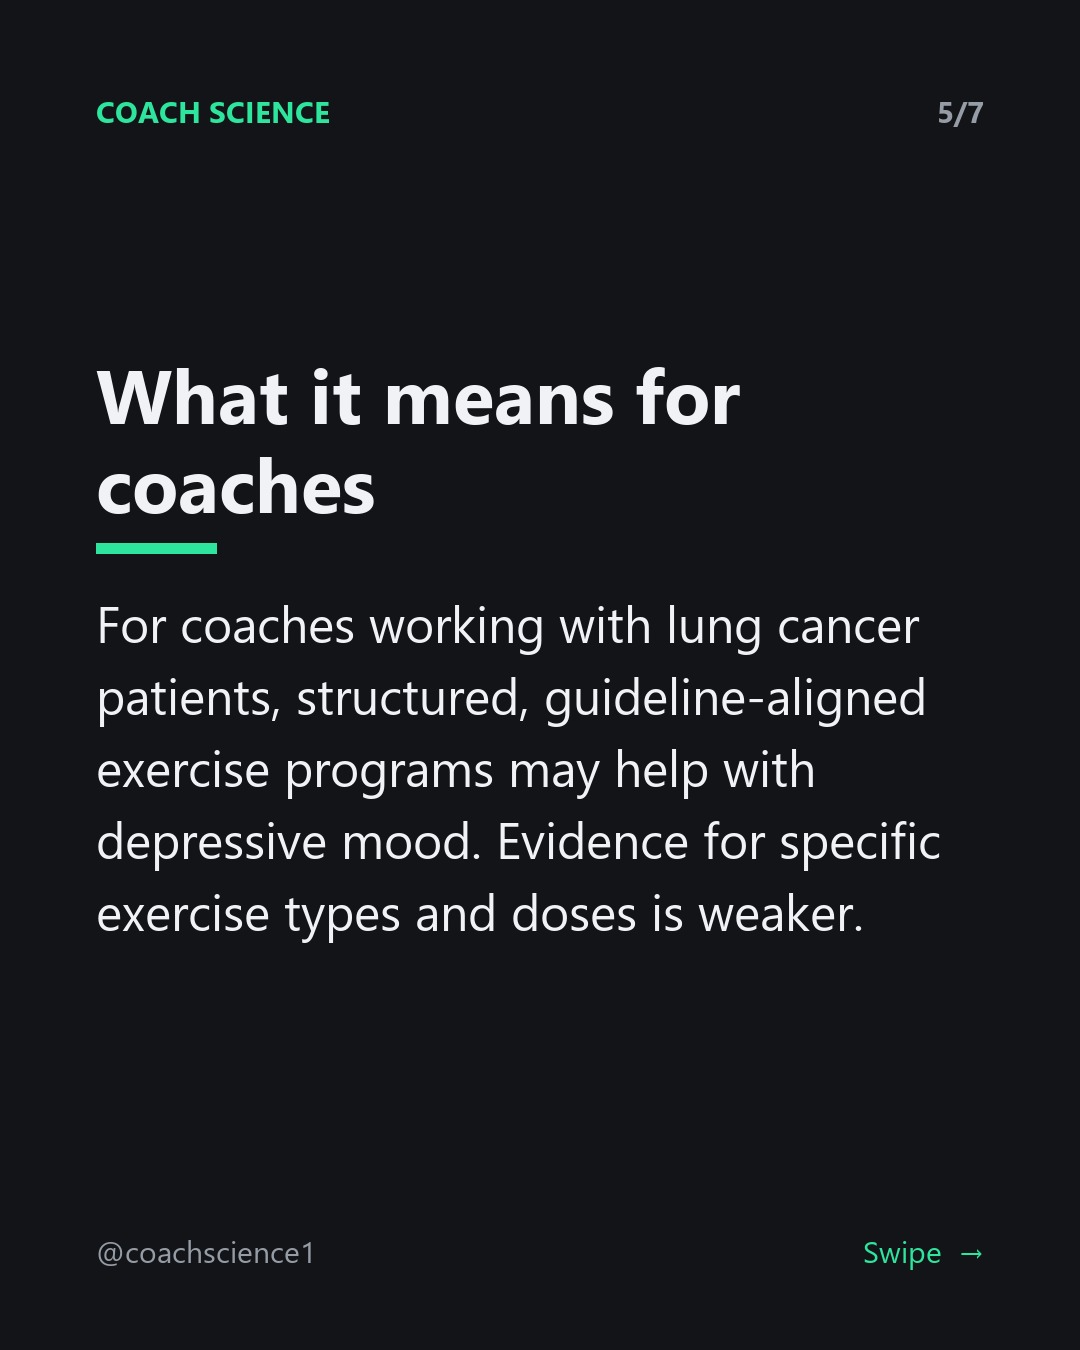 COACH SCIENCE
5/7
What it means for
coaches
For coaches working with lung cancer
patients, structured, guideline-aligned
exercise programs may help with
depressive mood. Evidence for specific
exercise types and doses is weaker.
@coachscience1
Swipe →